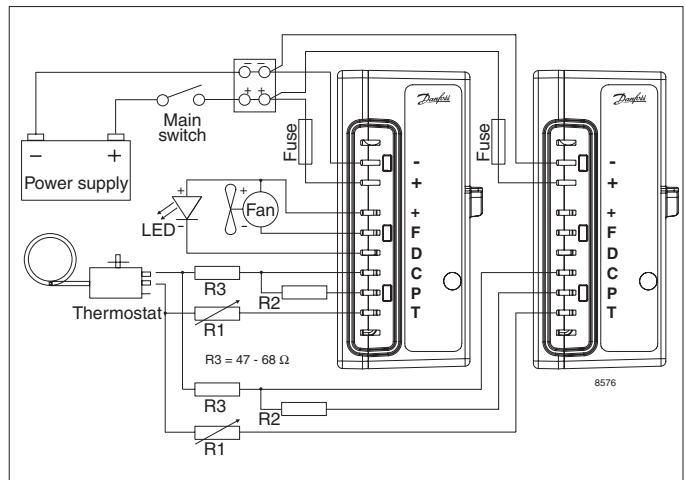 − −
+ +
Main
switch
− +
Power supply
Fuse
Fuse
Danfoss
Danfoss
-
+
+
F
D
C
P
T
-
+
+
F
D
C
P
T
+
LED
−
+
Fan
−
Thermostat
R3
R2
R1
R3 = 47 - 68 Ω
R3
R2
R1
8576